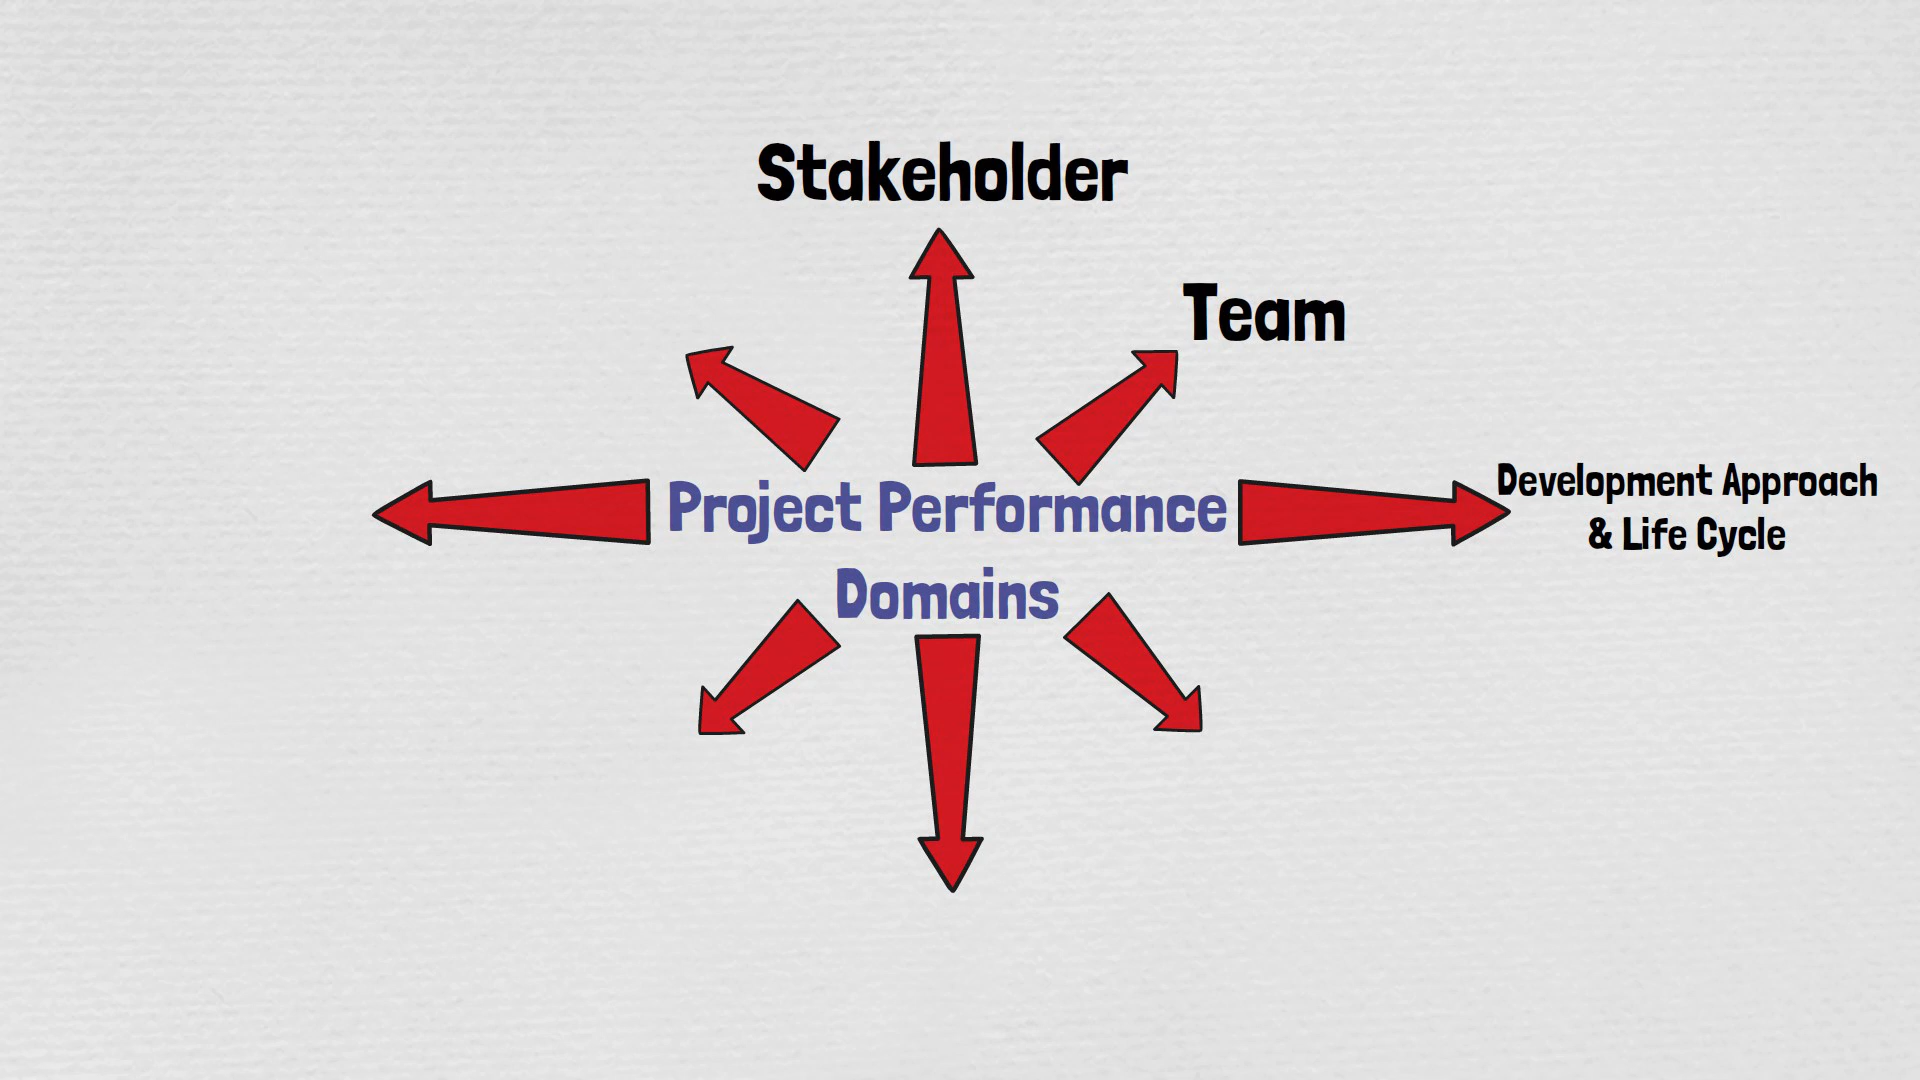 Stakeholder
Team
Project Performance
Domains
Development Approach
& Life Cycle